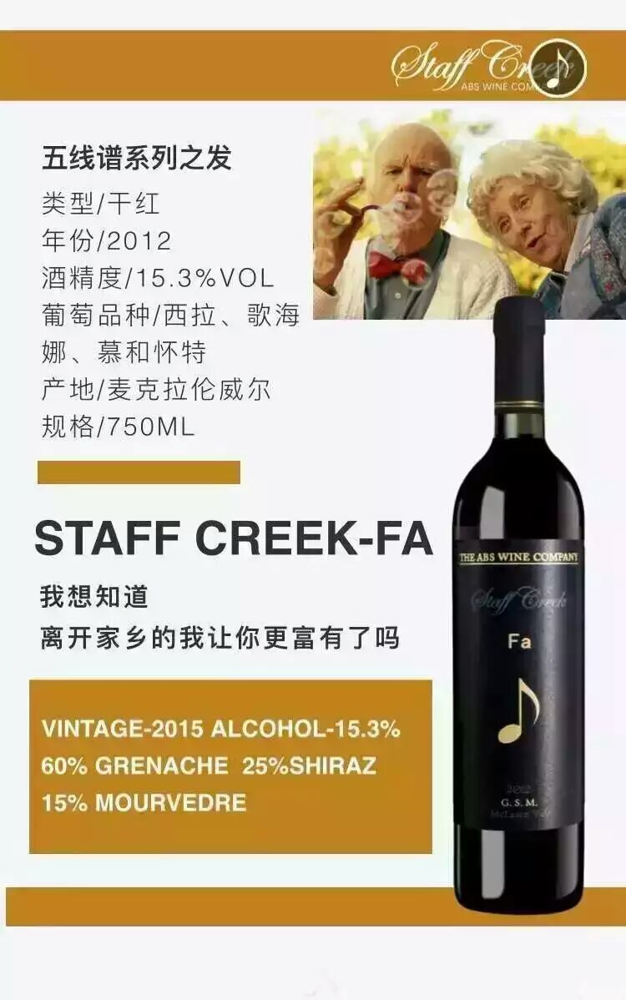 Staff Creek
ABS WINE COMPANY
五线谱系列之发
类型/干红
年份/2012
酒精度/15.3%VOL
葡萄品种/西拉、歌海
娜、慕和怀特
产地/麦克拉伦威尔
规格/750ML
STAFF CREEK-FA
我想知道
离开家乡的我让你更富有了吗
VINTAGE-2015 ALCOHOL-15.3%
60% GRENACHE 25%SHIRAZ
15% MOURVEDRE
THE ABS WINE COMPANY
Staff Creek
Fa
2012
G. S. M.
McLaren Vale